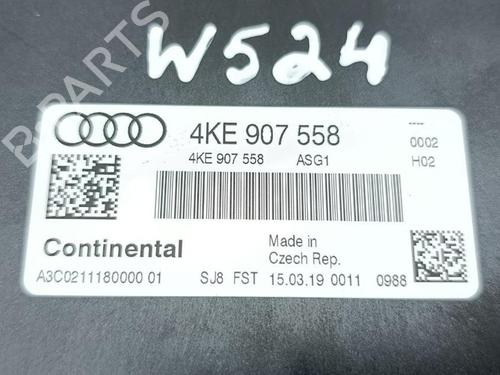 W524
B-PARTS
4KE 907 558
4KE 907 558 ASG1
---
0002
H02
Continental
Made in
Czech Rep.
A3C0211180000 01 SJ8 FST 15.03.19 0011 0988